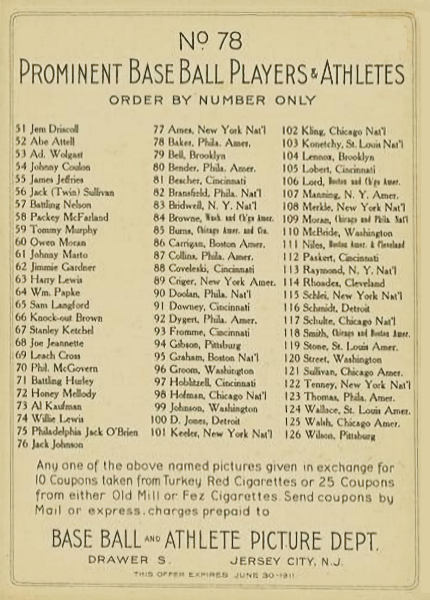 No 78
PROMINENT BASE BALL PLAYERS & ATHLETES
ORDER BY NUMBER ONLY
51 Jem Driscoll
52 Abe Attell
53 Ad. Wolgast
54 Johnny Coulon
55 James Jeffries
56 Jack (Twin) Sullivan
57 Battling Nelson
58 Packey McFarland
59 Tommy Murphy
60 Owen Moran
61 Johnny Marto
62 Jimmie Gardner
63 Harry Lewis
64 Wm. Papke
65 Sam Langford
66 Knock-out Brown
67 Stanley Ketchel
68 Joe Jeannette
69 Leach Cross
70 Phil. McGovern
71 Battling Hurley
72 Honey Mellody
73 Al Kaufman
74 Willie Lewis
75 Philadelphia Jack O'Brien
76 Jack Johnson
77 Ames, New York Nat'l
78 Baker, Phila. Amer.
79 Bell, Brooklyn
80 Bender, Phila. Amer.
81 Bescher, Cincinnati
82 Bransfield, Phila. Nat'l
83 Bridwell, N. Y. Nat'l
84 Browne, Wash. and Ch'go Amer.
85 Burns, Chicago Amer. and Cin.
86 Carrigan, Boston Amer.
87 Collins, Phila. Amer.
88 Coveleski, Cincinnati
89 Criger, New York Amer.
90 Doolan, Phila. Nat'l
91 Downey, Cincinnati
92 Dygert, Phila. Amer.
93 Fromme, Cincinnati
94 Gibson, Pittsburg
95 Graham, Boston Nat'l
96 Groom, Washington
97 Hoblitzell, Cincinnati
98 Hofman, Chicago Nat'l
99 Johnson, Washington
100 D. Jones, Detroit
101 Keeler, New York Nat'l
102 Kling, Chicago Nat'l
103 Konetchy, St. Louis Nat'l
104 Lennox, Brooklyn
105 Lobert, Cincinnati
106 Lord, Boston and Ch'go Amer.
107 Manning, N. Y. Amer.
108 Merkle, New York Nat'l
109 Moran, Chicago and Phila. Nat'l
110 McBride, Washington
111 Niles, Boston Amer. & Cleveland
112 Paskert, Cincinnati
113 Raymond, N. Y. Nat'l
114 Rhoades, Cleveland
115 Schlei, New York Nat'l
116 Schmidt, Detroit
117 Schulte, Chicago Nat'l
118 Smith, Chicago and Boston Amer.
119 Stone, St. Louis Amer.
120 Street, Washington
121 Sullivan, Chicago Amer.
122 Tenney, New York Nat'l
123 Thomas, Phila. Amer.
124 Wallace, St. Louis Amer.
125 Walsh, Chicago Amer.
126 Wilson, Pittsburg
Any one of the above named pictures given in exchange for
10 Coupons taken from Turkey Red Cigarettes or 25 Coupons
from either Old Mill or Fez Cigarettes. Send coupons by
Mail or express, charges prepaid to
BASE BALL AND ATHLETE PICTURE DEPT.
DRAWER S. JERSEY CITY, N.J.
THIS OFFER EXPIRES JUNE 30-1911